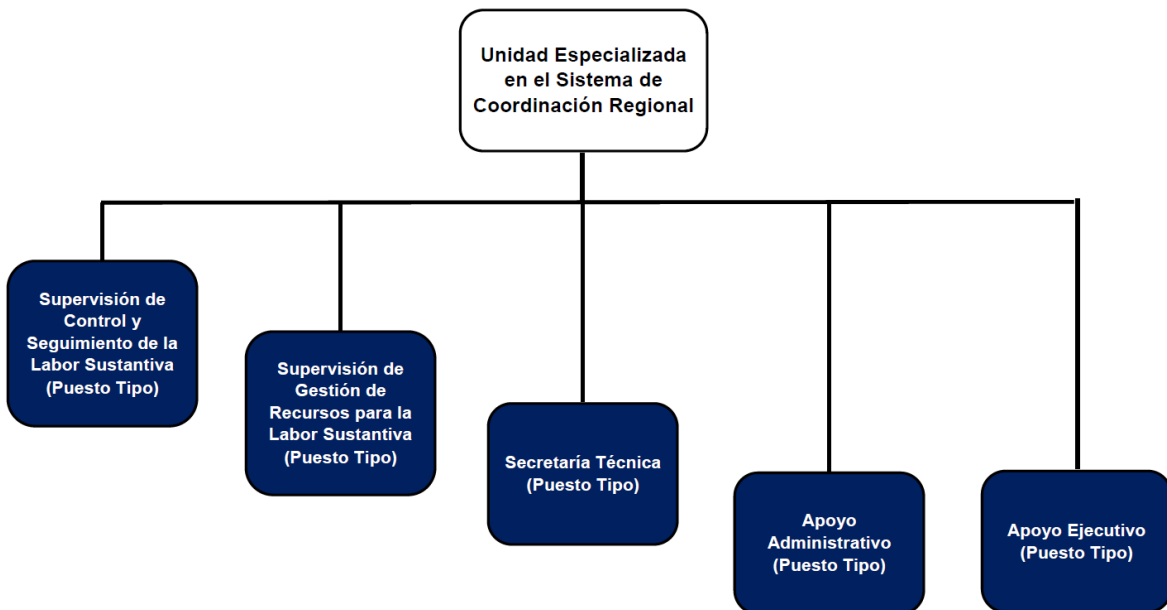 Unidad Especializada
en el Sistema de
Coordinación Regional
Supervisión de
Control y
Seguimiento de la
Labor Sustantiva
(Puesto Tipo)
Supervisión de
Gestión de
Recursos para la
Labor Sustantiva
(Puesto Tipo)
Secretaría Técnica
(Puesto Tipo)
Apoyo
Administrativo
(Puesto Tipo)
Apoyo Ejecutivo
(Puesto Tipo)